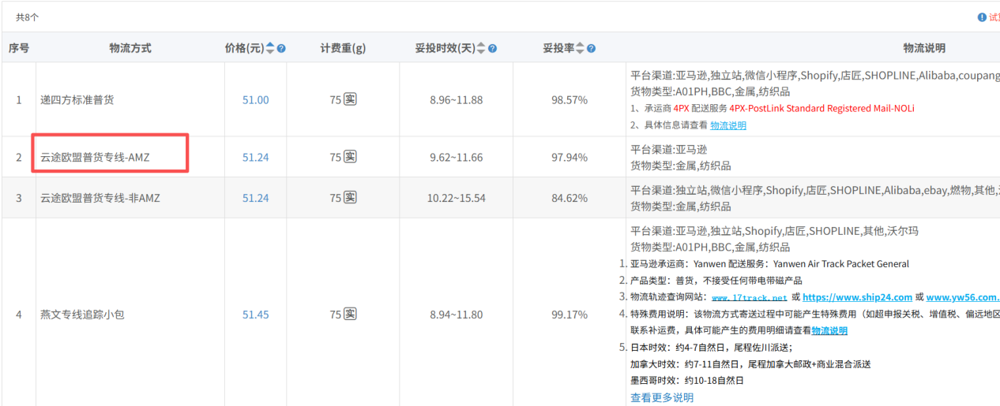 共8个
试
序号 物流方式 价格(元) 计费重(g) 妥投时效(天) 妥投率 物流说明
1 递四方标准普货 51.00 75 实 8.96~11.88 98.57%
平台渠道:亚马逊,独立站,微信小程序,Shopify,店匠,SHOPLINE,Alibaba,coupang
货物类型:A01PH,BBC,金属,纺织品
1、承运商 4PX 配送服务 4PX-PostLink Standard Registered Mail-NOLi
2、具体信息请查看 物流说明
2 云途欧盟普货专线-AMZ 51.24 75 实 9.62~11.66 97.94%
平台渠道:亚马逊
货物类型:金属,纺织品
3 云途欧盟普货专线-非AMZ 51.24 75 实 10.22~15.54 84.62%
平台渠道:独立站,微信小程序,Shopify,店匠,SHOPLINE,Alibaba,ebay,燃物,其他,
货物类型:金属,纺织品
4 燕文专线追踪小包 51.45 75 实 8.94~11.80 99.17%
平台渠道:亚马逊,独立站,Shopify,店匠,SHOPLINE,其他,沃尔玛
货物类型:A01PH,BBC,金属,纺织品
1. 亚马逊承运商：Yanwen 配送服务：Yanwen Air Track Packet General
2. 产品类型：普货，不接受任何带电带磁产品
3. 物流轨迹查询网站：www.17track.net 或 https://www.ship24.com 或 www.yw56.com.
4. 特殊费用说明：该物流方式寄送过程中可能产生特殊费用（如超申报关税、增值税、偏远地区
联系补运费，具体可能产生的费用明细请查看物流说明
5. 日本时效：约4-7自然日，尾程佐川派送；
加拿大时效：约7-11自然日，尾程加拿大邮政+商业混合派送
墨西哥时效：约10-18自然日
查看更多说明